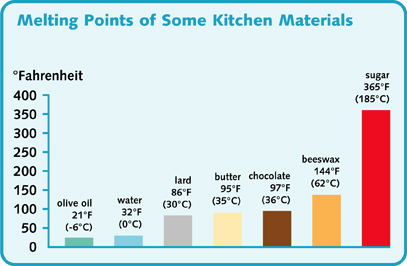 Melting Points of Some Kitchen Materials
°Fahrenheit
400
350
300
250
200
150
100
50
0
olive oil
21°F
(-6°C)
water
32°F
(0°C)
lard
86°F
(30°C)
butter
95°F
(35°C)
chocolate
97°F
(36°C)
beeswax
144°F
(62°C)
sugar
365°F
(185°C)